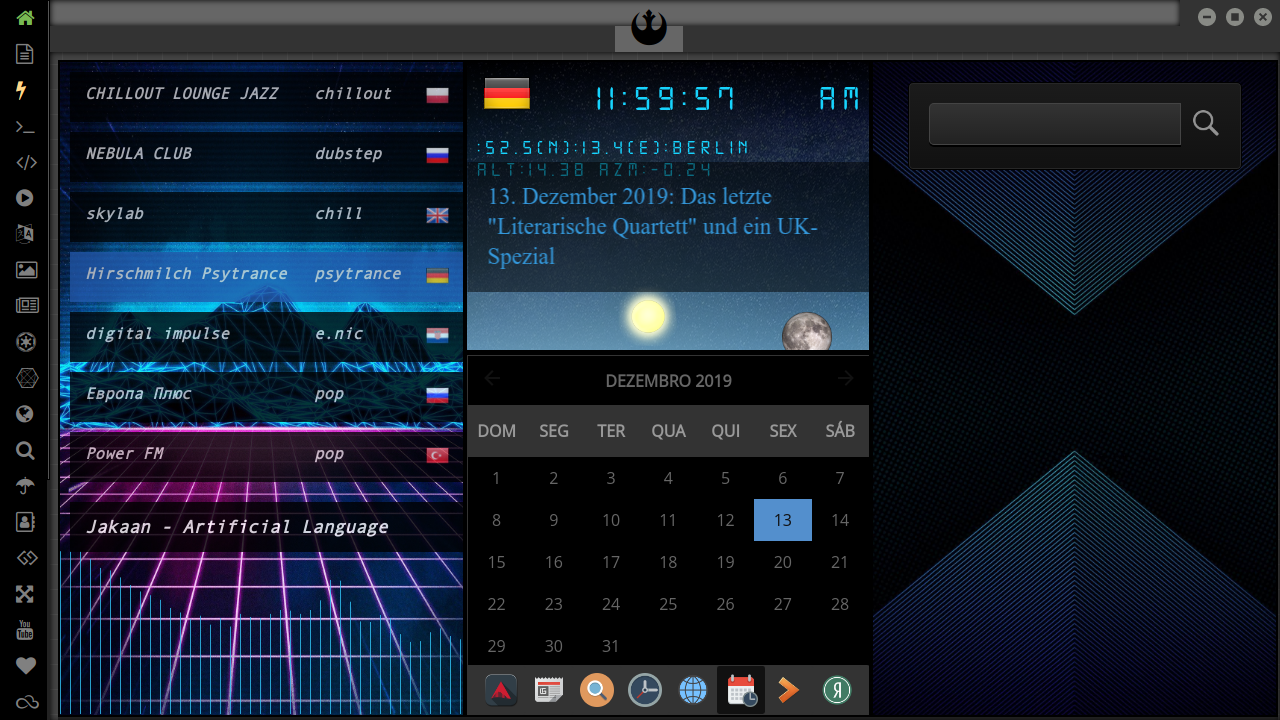 CHILLOUT LOUNGE JAZZ chillout
NEBULA CLUB dubstep
skylab chill
Hirschmilch Psytrance psytrance
digital impulse e.nic
Европа Плюс pop
Power FM pop
Jakaan - Artificial Language
11:59:57 AM
:52.5(N):13.4(E):BERLIN
ALT:14.38 AZM:-0.24
13. Dezember 2019: Das letzte
"Literarische Quartett" und ein UK-
Spezial
DEZEMBRO 2019
DOM SEG TER QUA QUI SEX SÁB
1 2 3 4 5 6 7
8 9 10 11 12 13 14
15 16 17 18 19 20 21
22 23 24 25 26 27 28
29 30 31
You
Tube
Я